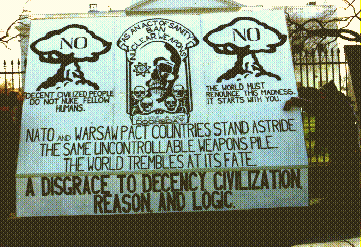 NO
DECENT CIVILIZED PEOPLE
DO NOT NUKE FELLOW
HUMANS.
AN ACT OF SANITY
BAN
NUCLEAR WEAPONS
NO
THE WORLD MUST
RENOUNCE THIS MADNESS.
IT STARTS WITH YOU.
NATO AND WARSAW PACT COUNTRIES STAND ASTRIDE
THE SAME UNCONTROLLABLE WEAPONS PILE.
THE WORLD TREMBLES AT ITS FATE.
A DISGRACE TO DECENCY, CIVILIZATION,
REASON, AND LOGIC.